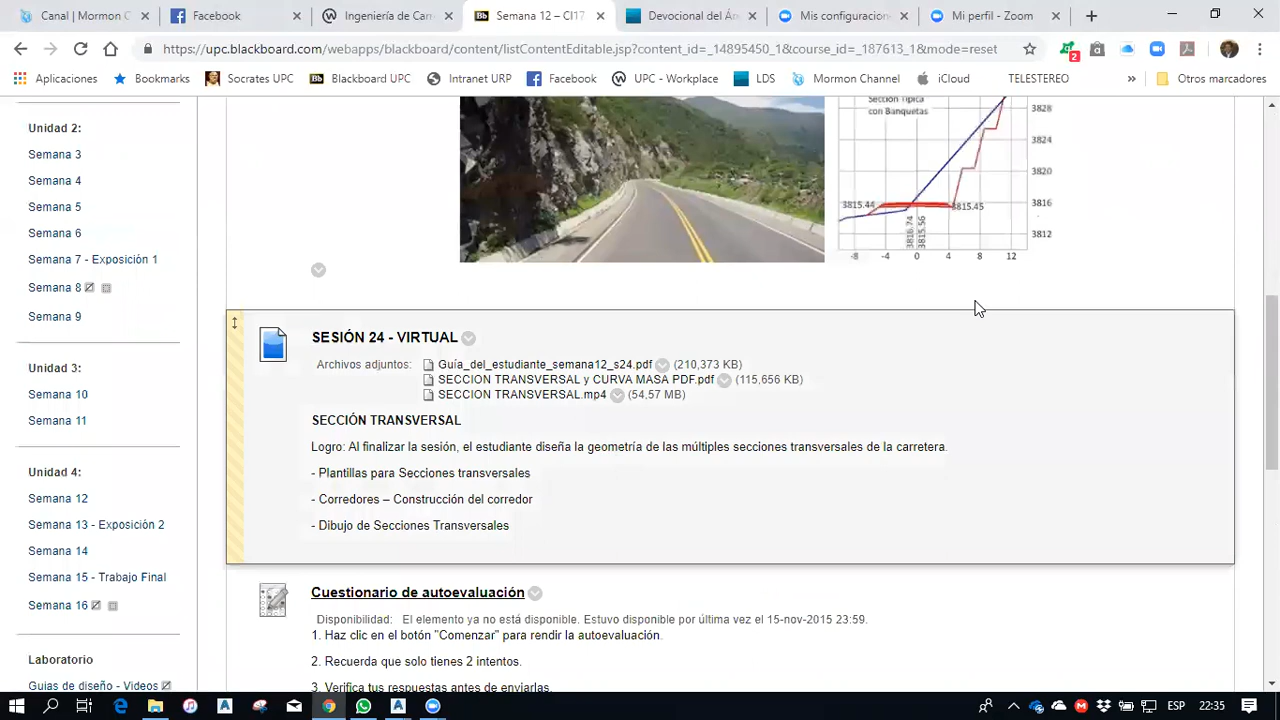 Canal | Mormon C
Facebook
Ingeniería de Carr
Semana 12 – CI17
Devocional del Án
Mis configuracion
Mi perfil - Zoom
https://upc.blackboard.com/webapps/blackboard/content/listContentEditable.jsp?content_id=_14895450_1&course_id=_187613_1&mode=reset
2
Aplicaciones
Bookmarks
Socrates UPC
Blackboard UPC
Intranet URP
Facebook
UPC - Workplace
LDS
Mormon Channel
iCloud
TELESTEREO
»
Otros marcadores
Unidad 2:
Semana 3
Semana 4
Semana 5
Semana 6
Semana 7 - Exposición 1
Semana 8
Semana 9
Unidad 3:
Semana 10
Semana 11
Unidad 4:
Semana 12
Semana 13 - Exposición 2
Semana 14
Semana 15 - Trabajo Final
Semana 16
Laboratorio
Guias de diseño - Videos
Sección Típica
con Banquetas
3828
3824
3820
3816
3812
3815.44
3815.45
3816.74
3815.56
-8 -4 0 4 8 12
SESIÓN 24 - VIRTUAL
Archivos adjuntos: Guía_del_estudiante_semana12_s24.pdf (210,373 KB)
SECCION TRANSVERSAL y CURVA MASA PDF.pdf (115,656 KB)
SECCION TRANSVERSAL.mp4 (54,57 MB)
SECCIÓN TRANSVERSAL
Logro: Al finalizar la sesión, el estudiante diseña la geometría de las múltiples secciones transversales de la carretera.
- Plantillas para Secciones transversales
- Corredores – Construcción del corredor
- Dibujo de Secciones Transversales
Cuestionario de autoevaluación
Disponibilidad: El elemento ya no está disponible. Estuvo disponible por última vez el 15-nov-2015 23:59.
1. Haz clic en el botón "Comenzar" para rendir la autoevaluación.
2. Recuerda que solo tienes 2 intentos.
3. Verifica tus respuestas antes de enviarlas.
ESP
22:35